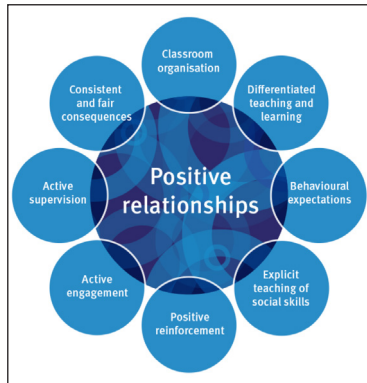 Classroom
organisation
Differentiated
teaching and
learning
Behavioural
expectations
Explicit
teaching of
social skills
Positive
reinforcement
Active
engagement
Active
supervision
Consistent
and fair
consequences
Positive
relationships